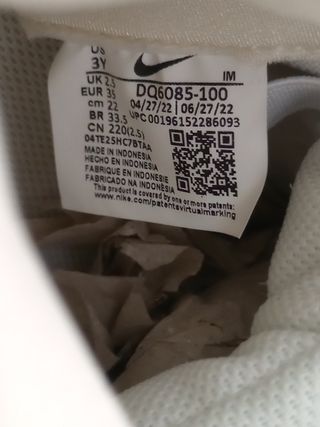 US
3Y
UK 2.5 IM
EUR 35 DQ6085-100
cm 22 04/27/22 | 06/27/22
BR 33.5 UPC 00196152286093
CN 220(2.5)
04TE25HC7BTAA
MADE IN INDONESIA
HECHO EN INDONESIA
FABRIQUE EN INDONESIE
FABRICADO NA INDONÉSIA
This product is covered by one or more patents:
www.nike.com/patentsvirtualmarking